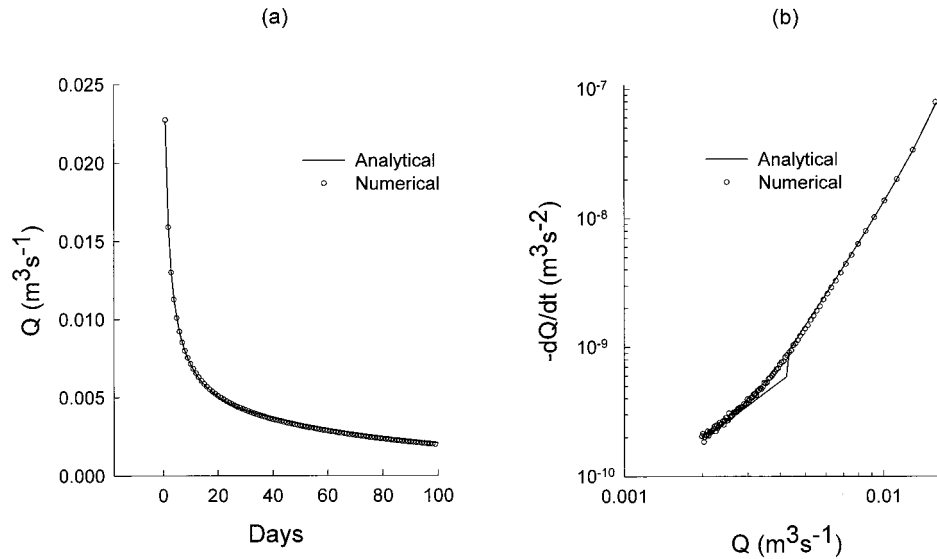 (a)
0.025
0.020
0.015
0.010
0.005
0.000
Q (m³s⁻¹)
Analytical
Numerical
0 20 40 60 80 100
Days
(b)
10⁻⁷
10⁻⁸
10⁻⁹
10⁻¹⁰
-dQ/dt (m³s⁻²)
Analytical
Numerical
0.001 0.01
Q (m³s⁻¹)